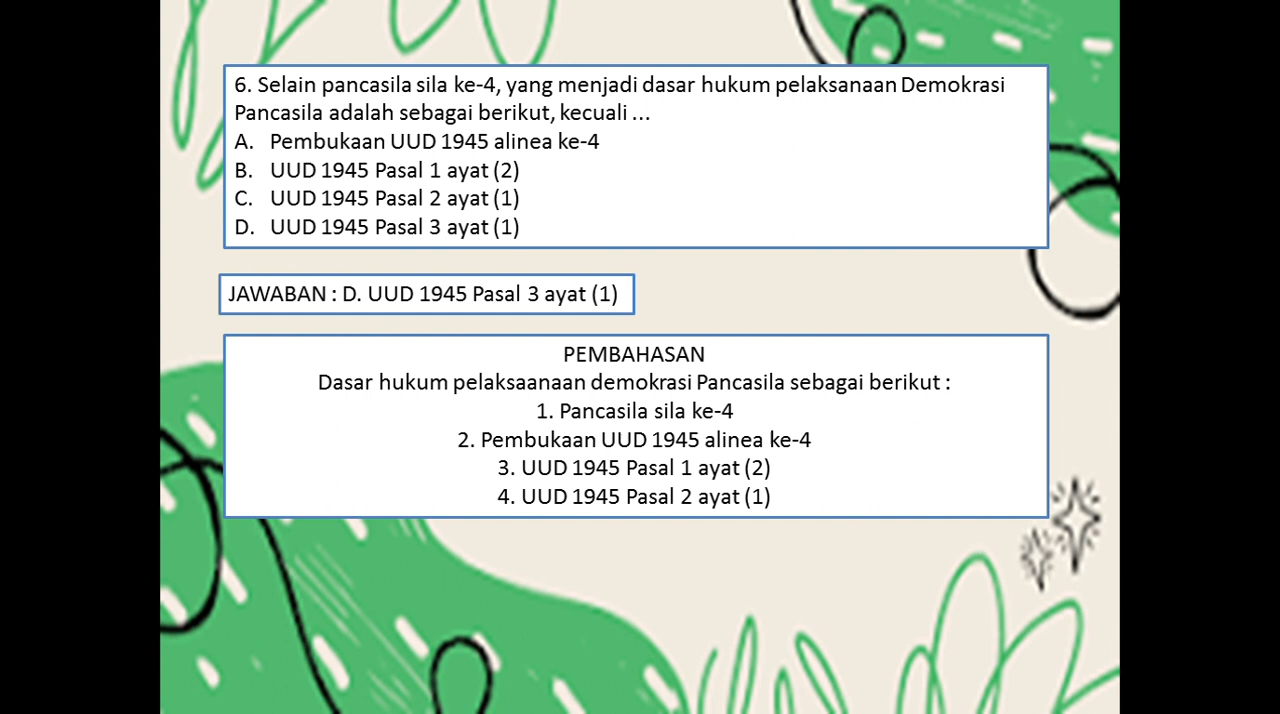 6. Selain pancasila sila ke-4, yang menjadi dasar hukum pelaksanaan Demokrasi
Pancasila adalah sebagai berikut, kecuali ...
A. Pembukaan UUD 1945 alinea ke-4
B. UUD 1945 Pasal 1 ayat (2)
C. UUD 1945 Pasal 2 ayat (1)
D. UUD 1945 Pasal 3 ayat (1)
JAWABAN : D. UUD 1945 Pasal 3 ayat (1)
PEMBAHASAN
Dasar hukum pelaksaanaan demokrasi Pancasila sebagai berikut :
1. Pancasila sila ke-4
2. Pembukaan UUD 1945 alinea ke-4
3. UUD 1945 Pasal 1 ayat (2)
4. UUD 1945 Pasal 2 ayat (1)